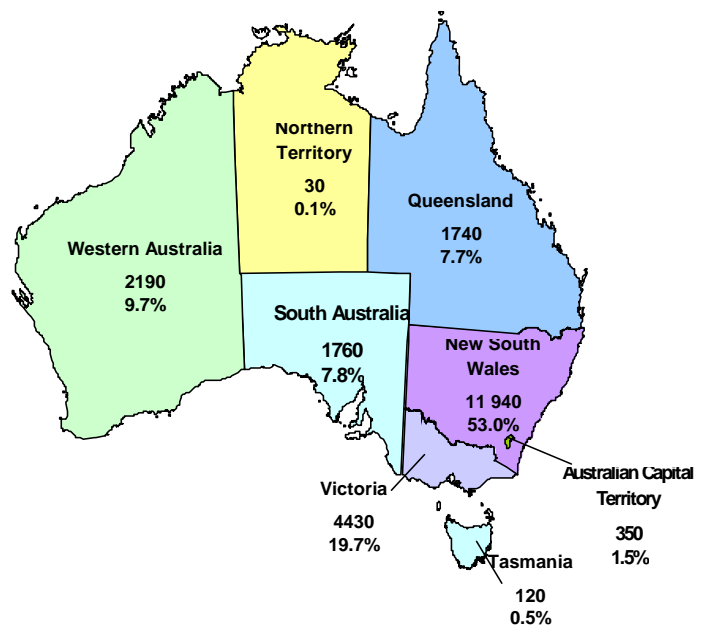 Northern
Territory
30
0.1%
Queensland
1740
7.7%
Western Australia
2190
9.7%
South Australia
1760
7.8%
New South
Wales
11 940
53.0%
Australian Capital
Territory
350
1.5%
Victoria
4430
19.7%
Tasmania
120
0.5%